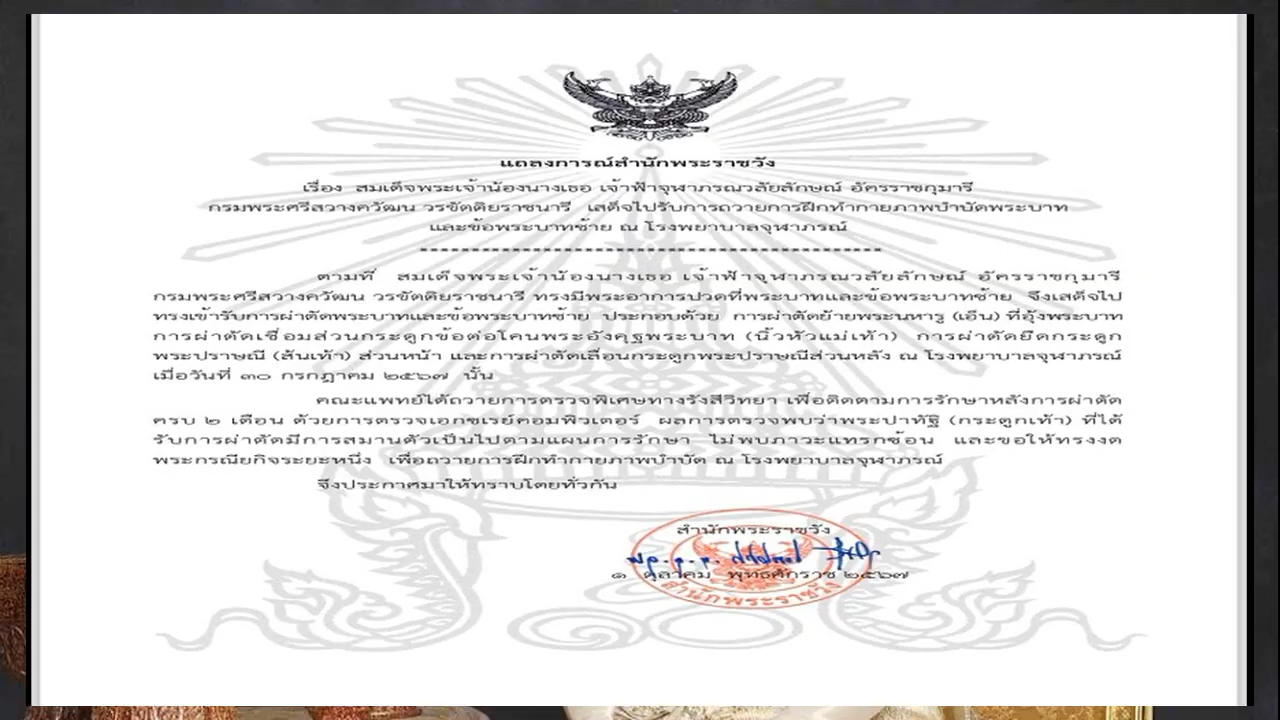 แถลงการณ์สำนักพระราชวัง
เรื่อง สมเด็จพระเจ้าน้องนางเธอ เจ้าฟ้าจุฬาภรณวลัยลักษณ์ อัครราชกุมารี
กรมพระศรีสวางควัฒน วรขัตติยราชนารี เสด็จไปรับการถวายการฝึกทำกายภาพบำบัดพระบาท
และข้อพระบาทซ้าย ณ โรงพยาบาลจุฬาภรณ์
ตามที่ สมเด็จพระเจ้าน้องนางเธอ เจ้าฟ้าจุฬาภรณวลัยลักษณ์ อัครราชกุมารี
กรมพระศรีสวางควัฒน วรขัตติยราชนารี ทรงมีพระอาการปวดที่พระบาทและข้อพระบาทซ้าย จึงเสด็จไป
ทรงเข้ารับการผ่าตัดพระบาทและข้อพระบาทซ้าย ประกอบด้วย การผ่าตัดย้ายพระนหารู (เอ็น) ที่อุ้งพระบาท
การผ่าตัดเชื่อมส่วนกระดูกข้อต่อโคนพระอังคุฐพระบาท (นิ้วหัวแม่เท้า) การผ่าตัดยึดกระดูก
พระปราษณี (ส้นเท้า) ส่วนหน้า และการผ่าตัดเลื่อนกระดูกพระปราษณีส่วนหลัง ณ โรงพยาบาลจุฬาภรณ์
เมื่อวันที่ ๓๐ กรกฎาคม ๒๕๖๗ นั้น
คณะแพทย์ได้ถวายการตรวจพิเศษทางรังสีวิทยา เพื่อติดตามการรักษาหลังการผ่าตัด
ครบ ๒ เดือน ด้วยการตรวจเอกซเรย์คอมพิวเตอร์ ผลการตรวจพบว่าพระปาทัฐิ (กระดูกเท้า) ที่ได้
รับการผ่าตัดมีการสมานตัวเป็นไปตามแผนการรักษา ไม่พบภาวะแทรกซ้อน และขอให้ทรงงด
พระกรณียกิจระยะหนึ่ง เพื่อถวายการฝึกทำกายภาพบำบัด ณ โรงพยาบาลจุฬาภรณ์
จึงประกาศมาให้ทราบโดยทั่วกัน
สำนักพระราชวัง
๑ ตุลาคม พุทธศักราช ๒๕๖๗
สำนักพระราชวัง